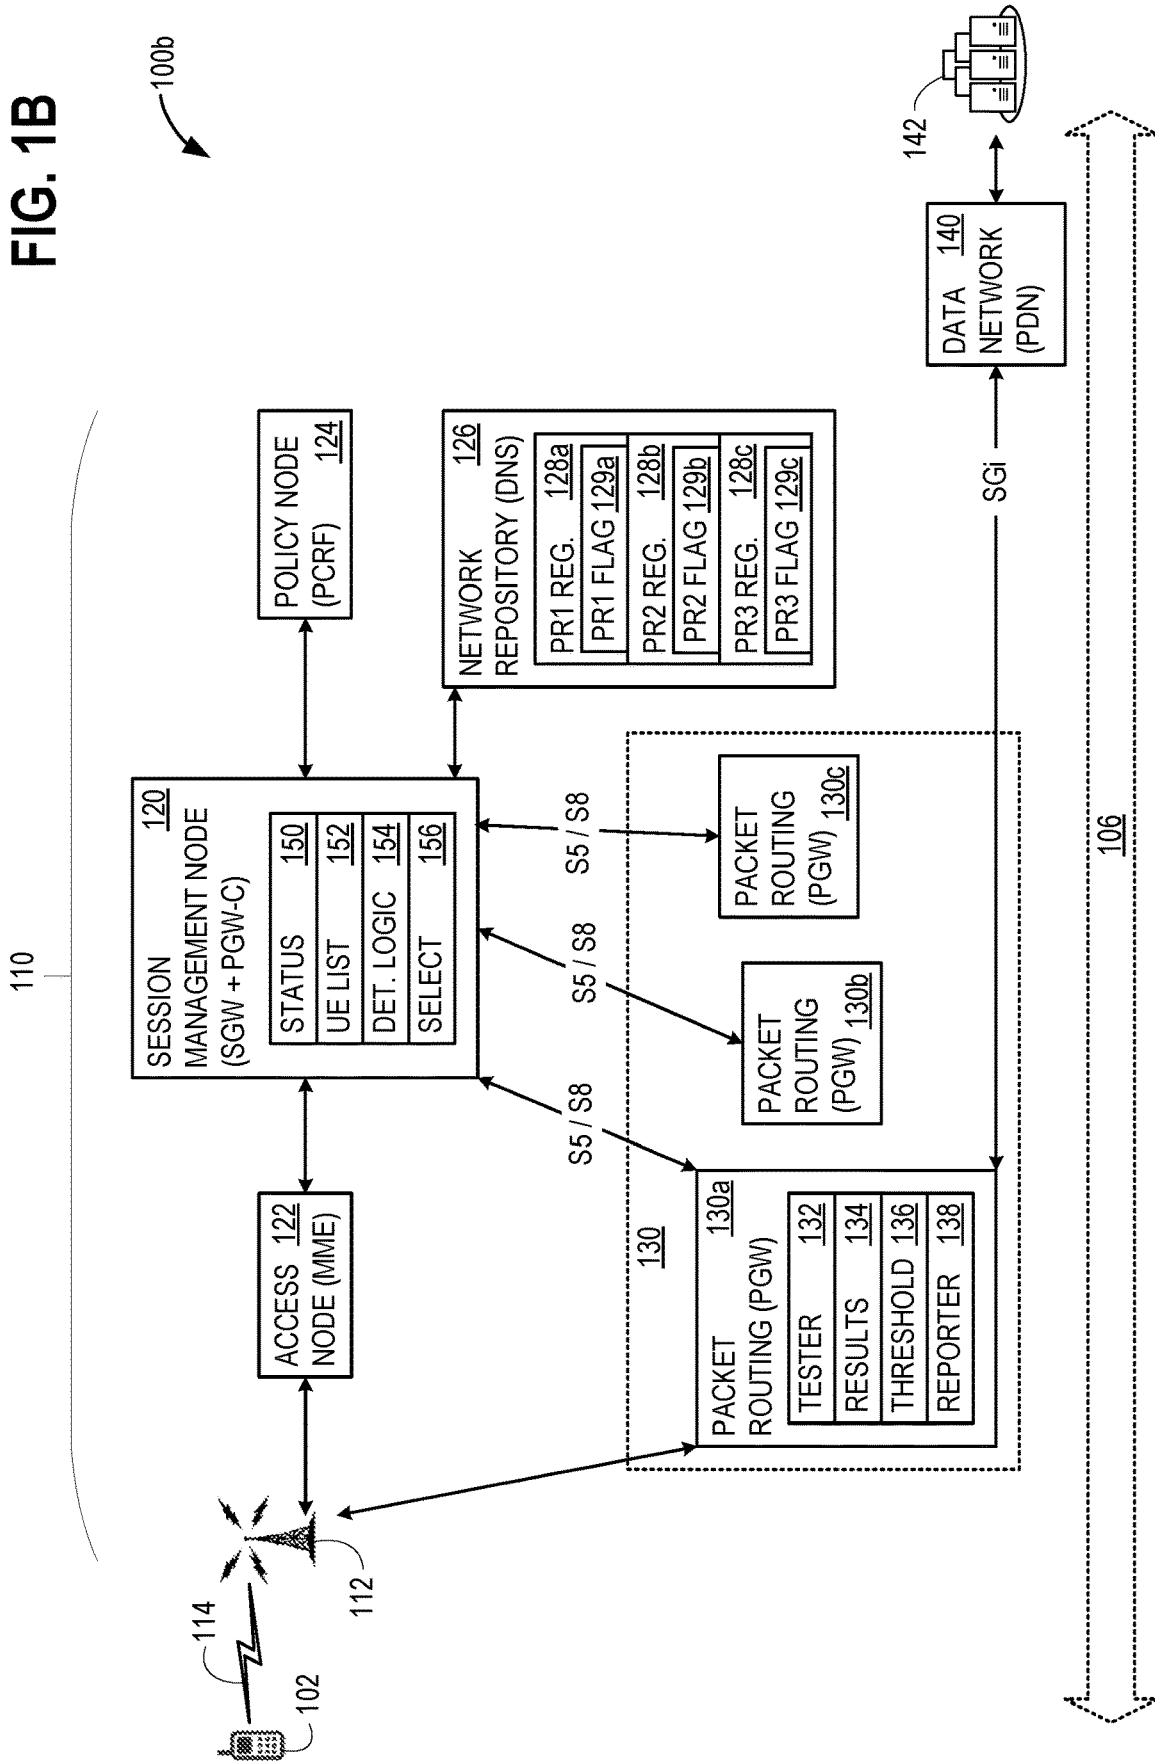 FIG. 1B
100b
110
114
102
112
ACCESS 122
NODE (MME)
SESSION 120
MANAGEMENT NODE
(SGW + PGW-C)
STATUS 150
UE LIST 152
DET. LOGIC 154
SELECT 156
POLICY NODE
(PCRF) 124
NETWORK 126
REPOSITORY (DNS)
PR1 REG. 128a
PR1 FLAG 129a
PR2 REG. 128b
PR2 FLAG 129b
PR3 REG. 128c
PR3 FLAG 129c
S5 / S8
S5 / S8
S5 / S8
130
PACKET 130a
ROUTING (PGW)
TESTER 132
RESULTS 134
THRESHOLD 136
REPORTER 138
PACKET
ROUTING
(PGW) 130b
PACKET
ROUTING
(PGW) 130c
SGi
DATA 140
NETWORK
(PDN)
142
106